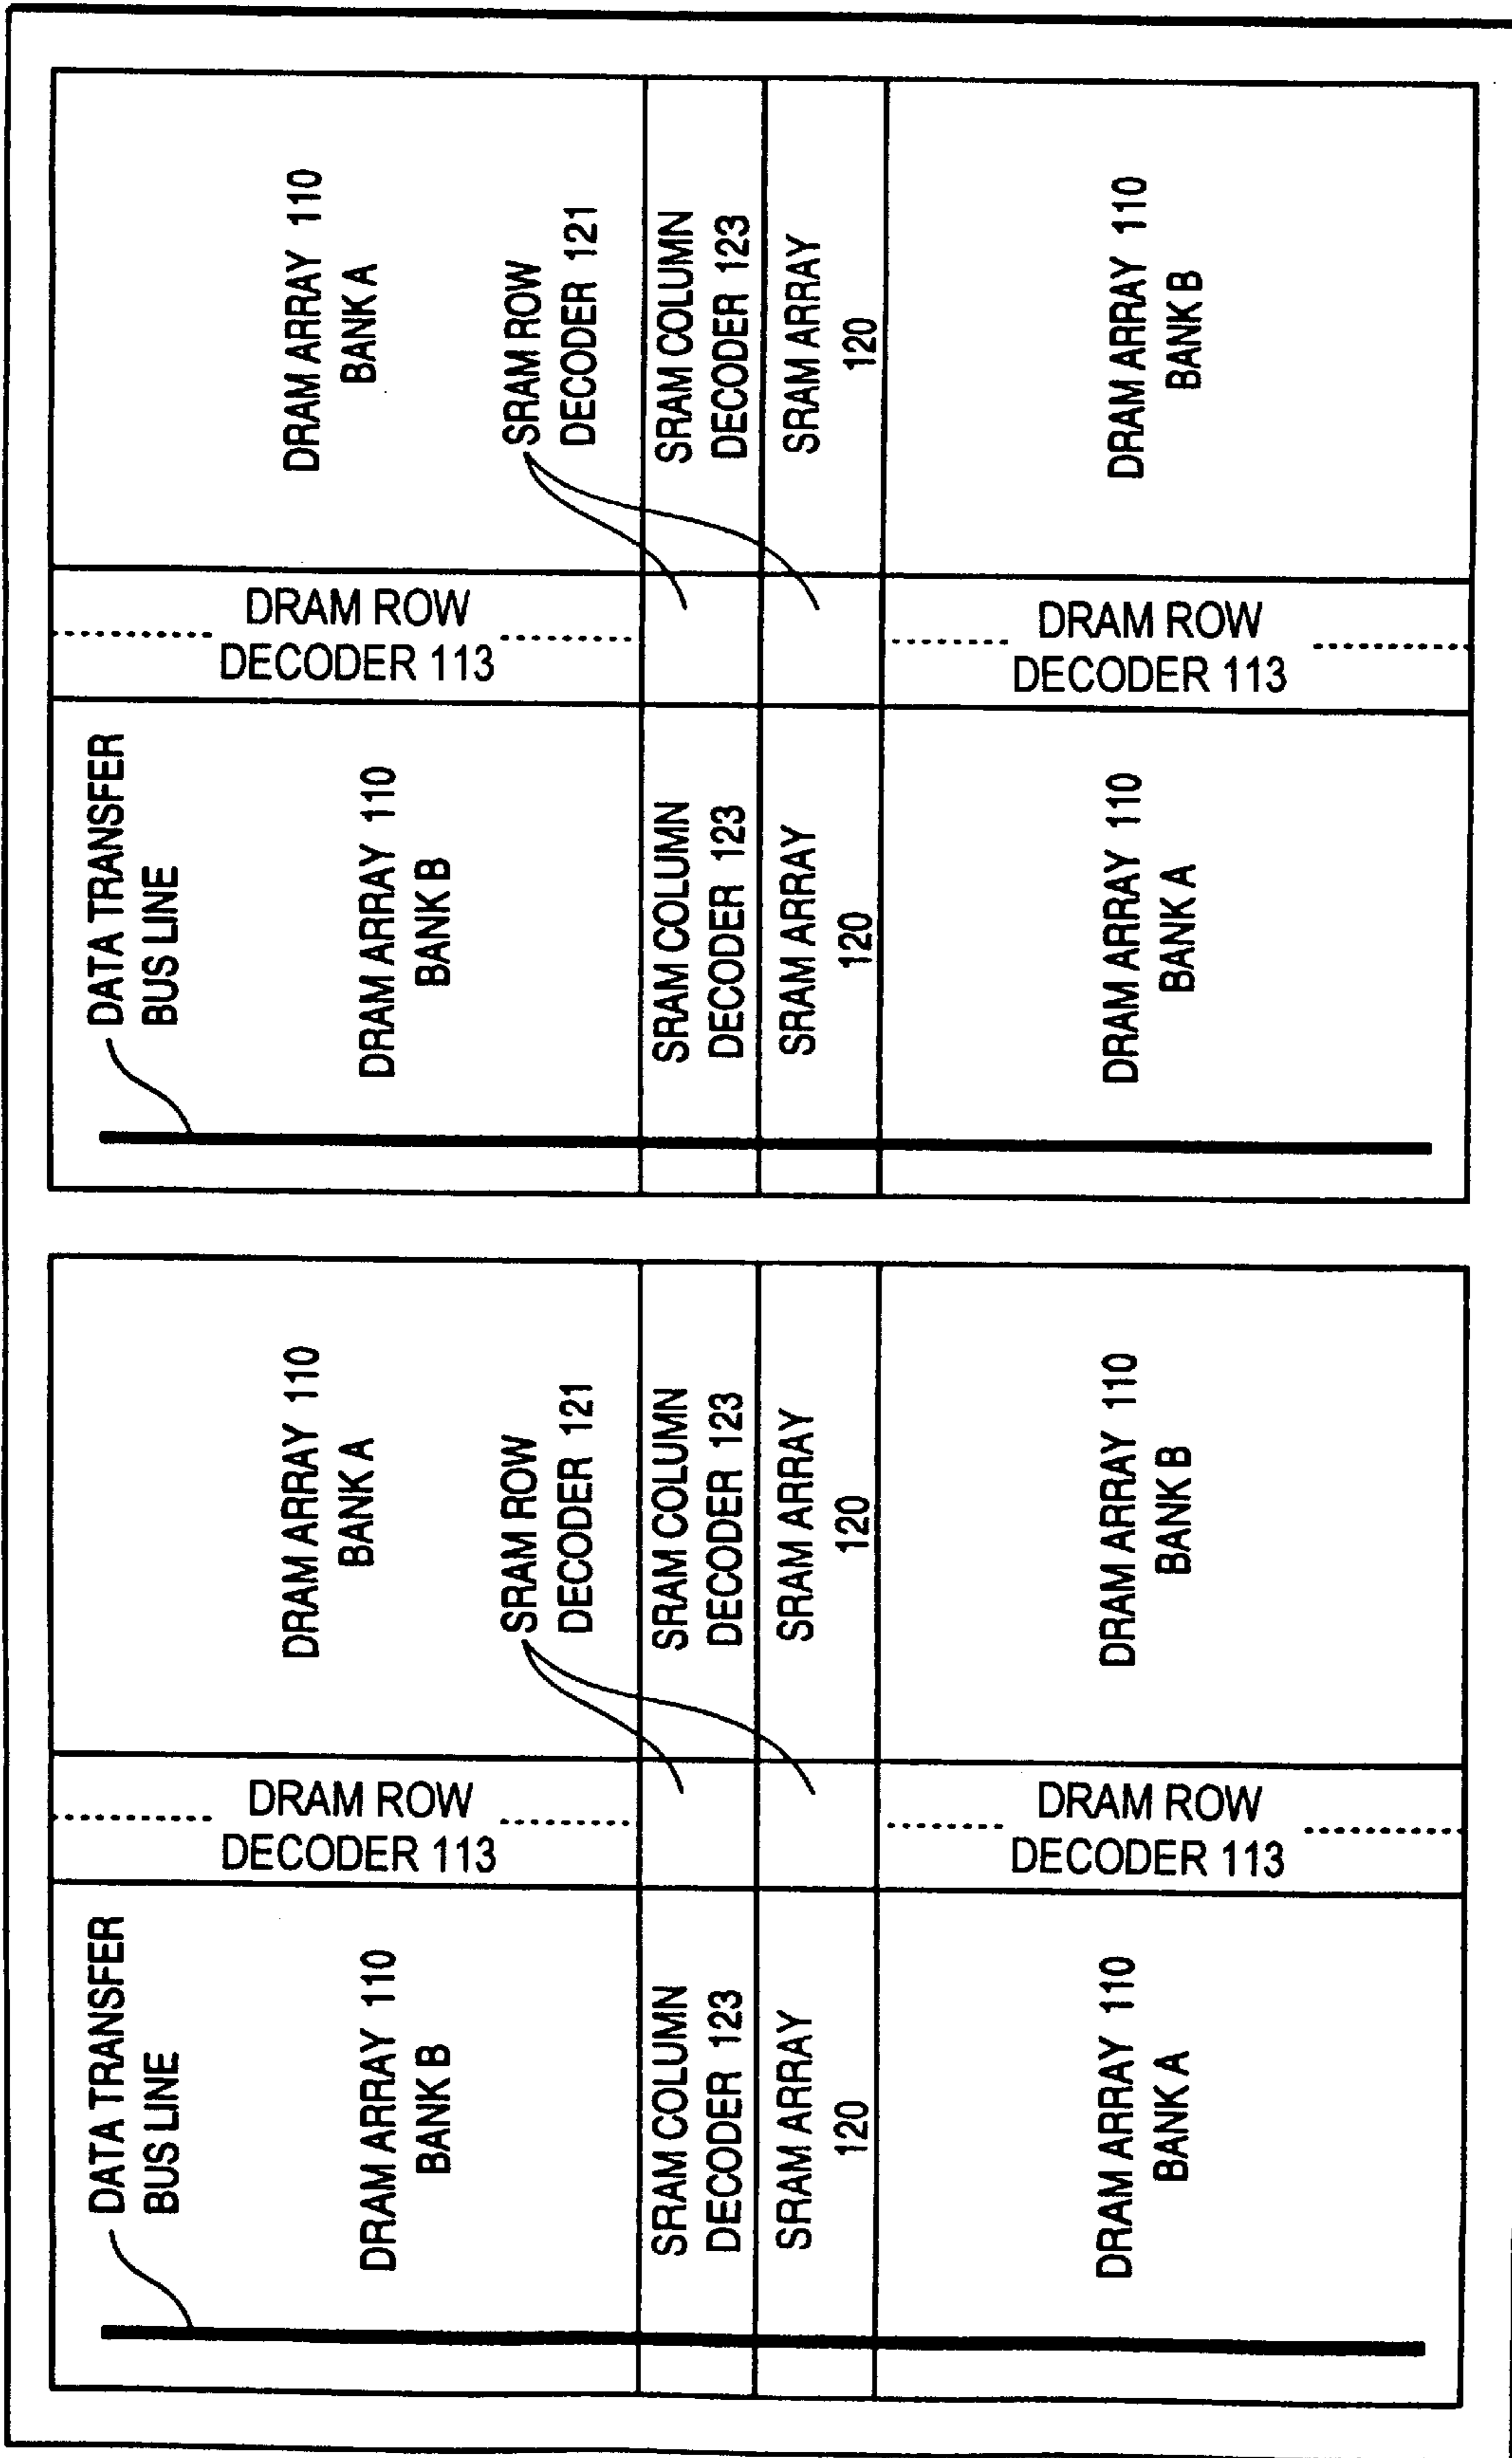 DATA TRANSFER
BUS LINE
DRAM ARRAY 110
BANK B
DRAM ROW
DECODER 113
DRAM ARRAY 110
BANK A
SRAM ROW
DECODER 121
SRAM COLUMN
DECODER 123
SRAM COLUMN
DECODER 123
SRAM ARRAY
120
SRAM ARRAY
120
DRAM ARRAY 110
BANK A
DRAM ROW
DECODER 113
DRAM ARRAY 110
BANK B
DATA TRANSFER
BUS LINE
DRAM ARRAY 110
BANK B
DRAM ROW
DECODER 113
DRAM ARRAY 110
BANK A
SRAM ROW
DECODER 121
SRAM COLUMN
DECODER 123
SRAM COLUMN
DECODER 123
SRAM ARRAY
120
SRAM ARRAY
120
DRAM ARRAY 110
BANK A
DRAM ROW
DECODER 113
DRAM ARRAY 110
BANK B